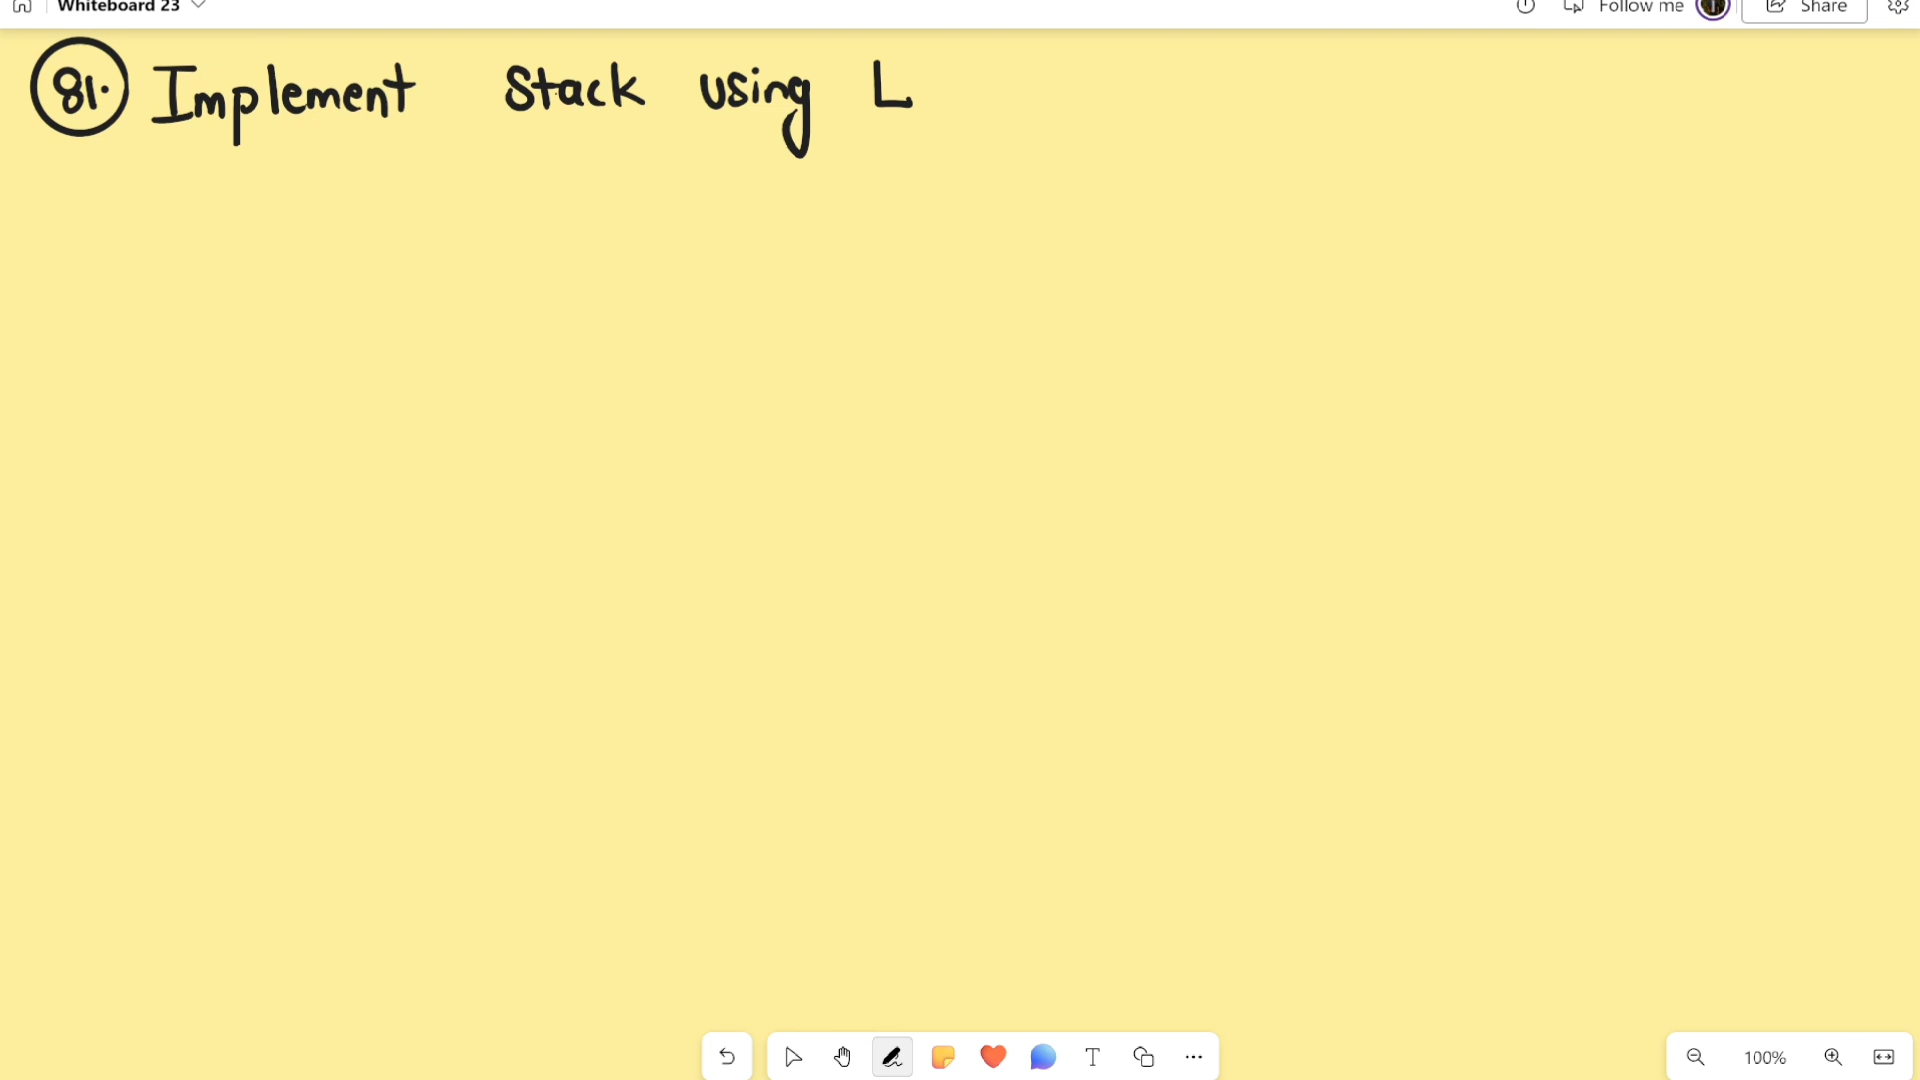 Whiteboard 23
Follow me
Share
81. Implement Stack using L
100%